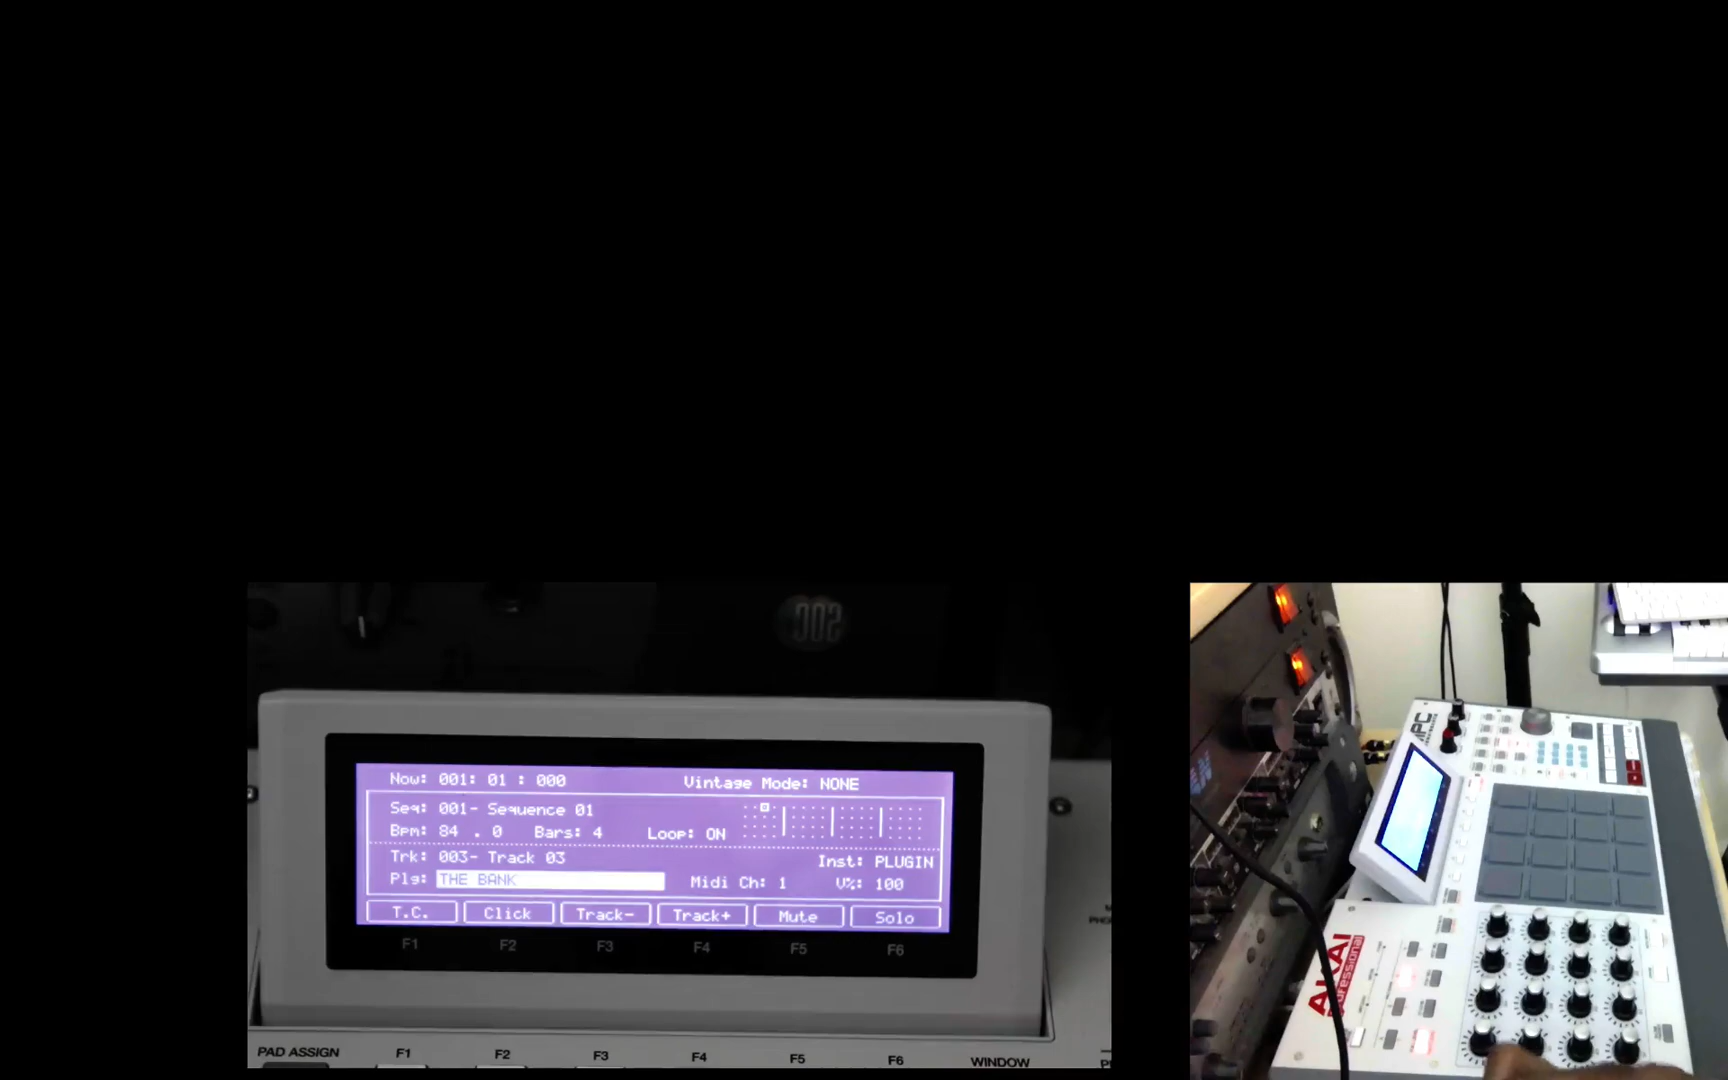 002
Now: 001: 01 : 000 Vintage Mode: NONE
Seq: 001- Sequence 01
Bpm: 84 . 0 Bars: 4 Loop: ON
Trk: 003- Track 03 Inst: PLUGIN
Plg: THE BANK Midi Ch: 1 V%: 100
T.C. Click Track- Track+ Mute Solo
F1 F2 F3 F4 F5 F6
PAD ASSIGN F1 F2 F3 F4 F5 F6 WINDOW
MPC
AKAI
professional